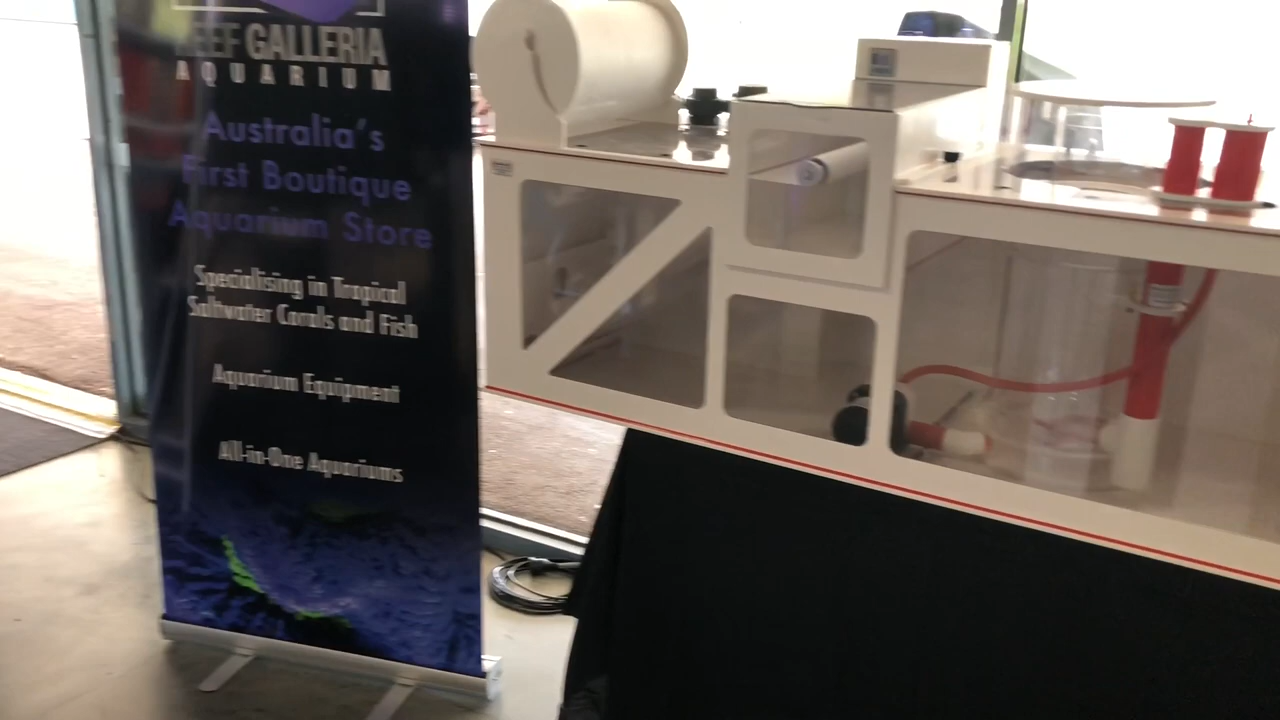 REEF GALLERIA
AQUARIUM
Australia's
First Boutique
Aquarium Store
Specialising in Tropical
Saltwater Corals and Fish
Aquarium Equipment
All-in-One Aquariums